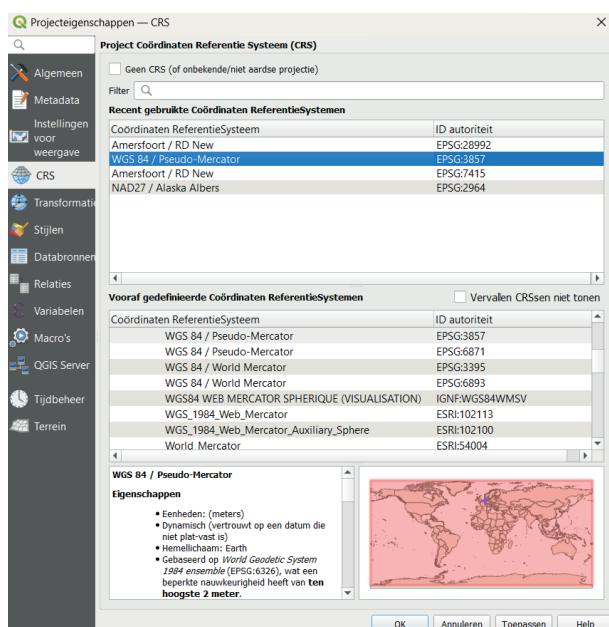 Projecteigenschappen — CRS
Project Coördinaten Referentie Systeem (CRS)
Algemeen
Metadata
Instellingen
voor
weergave
CRS
Transformatie
Stijlen
Databronnen
Relaties
Variabelen
Macro's
QGIS Server
Tijdbeheer
Terrein
Geen CRS (of onbekende/niet aardse projectie)
Filter
Recent gebruikte Coördinaten ReferentieSystemen
Coördinaten ReferentieSysteem ID autoriteit
Amersfoort / RD New EPSG:28992
WGS 84 / Pseudo-Mercator EPSG:3857
Amersfoort / RD New EPSG:7415
NAD27 / Alaska Albers EPSG:2964
Vooraf gedefinieerde Coördinaten ReferentieSystemen Vervallen CRSsen niet tonen
Coördinaten ReferentieSysteem ID autoriteit
WGS 84 / Pseudo-Mercator EPSG:3857
WGS 84 / Pseudo-Mercator EPSG:6871
WGS 84 / World Mercator EPSG:3395
WGS 84 / World Mercator EPSG:6893
WGS84 WEB MERCATOR SPHERIQUE (VISUALISATION) IGNF:WGS84WMSV
WGS_1984_Web_Mercator ESRI:102113
WGS_1984_Web_Mercator_Auxiliary_Sphere ESRI:102100
World Mercator ESRI:54004
WGS 84 / Pseudo-Mercator
Eigenschappen
• Eenheden: (meters)
• Dynamisch (vertrouwt op een datum die
niet plat-vast is)
• Hemellichaam: Earth
• Gebaseerd op World Geodetic System
1984 ensemble (EPSG:6326), wat een
beperkte nauwkeurigheid heeft van ten
hoogste 2 meter.
OK Annuleren Toepassen Help